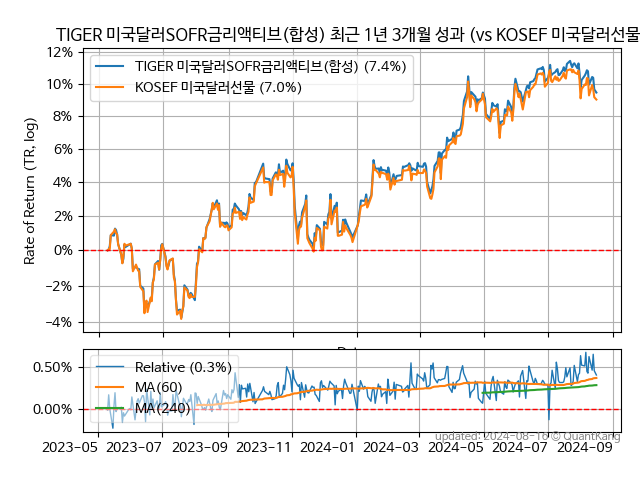 TIGER 미국달러SOFR금리액티브(합성) 최근 1년 3개월 성과 (vs KOSEF 미국달러선물
12%
10%
8%
6%
4%
2%
0%
−2%
−4%
Rate of Return (TR, log)
TIGER 미국달러SOFR금리액티브(합성) (7.4%)
KOSEF 미국달러선물 (7.0%)
0.50%
0.00%
Relative (0.3%)
MA(60)
MA(240)
2023-05 2023-07 2023-09 2023-11 2024-01 2024-03 2024-05 2024-07 2024-09
updated: 2024-08-16 © QuantKang